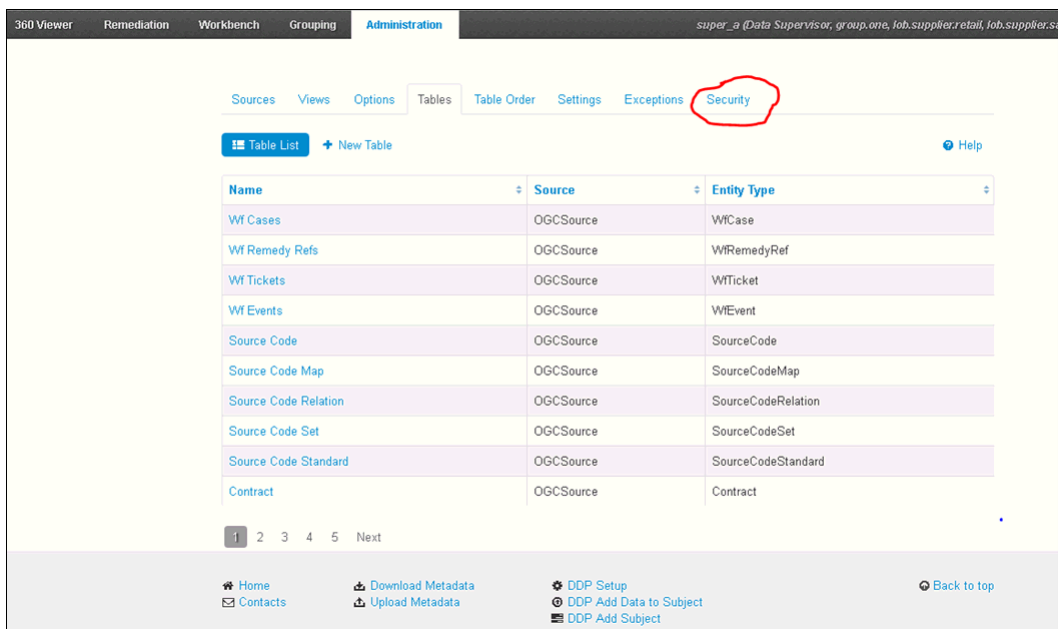 360 Viewer Remediation Workbench Grouping Administration super_a (Data Supervisor, group.one, lob.supplier.retail, lob.supplier.sa
Sources Views Options Tables Table Order Settings Exceptions Security
Table List New Table Help
Name Source Entity Type
Wf Cases OGCSource WfCase
Wf Remedy Refs OGCSource WfRemedyRef
Wf Tickets OGCSource WfTicket
Wf Events OGCSource WfEvent
Source Code OGCSource SourceCode
Source Code Map OGCSource SourceCodeMap
Source Code Relation OGCSource SourceCodeRelation
Source Code Set OGCSource SourceCodeSet
Source Code Standard OGCSource SourceCodeStandard
Contract OGCSource Contract
1 2 3 4 5 Next
Home Download Metadata DDP Setup Back to top
Contacts Upload Metadata DDP Add Data to Subject
DDP Add Subject